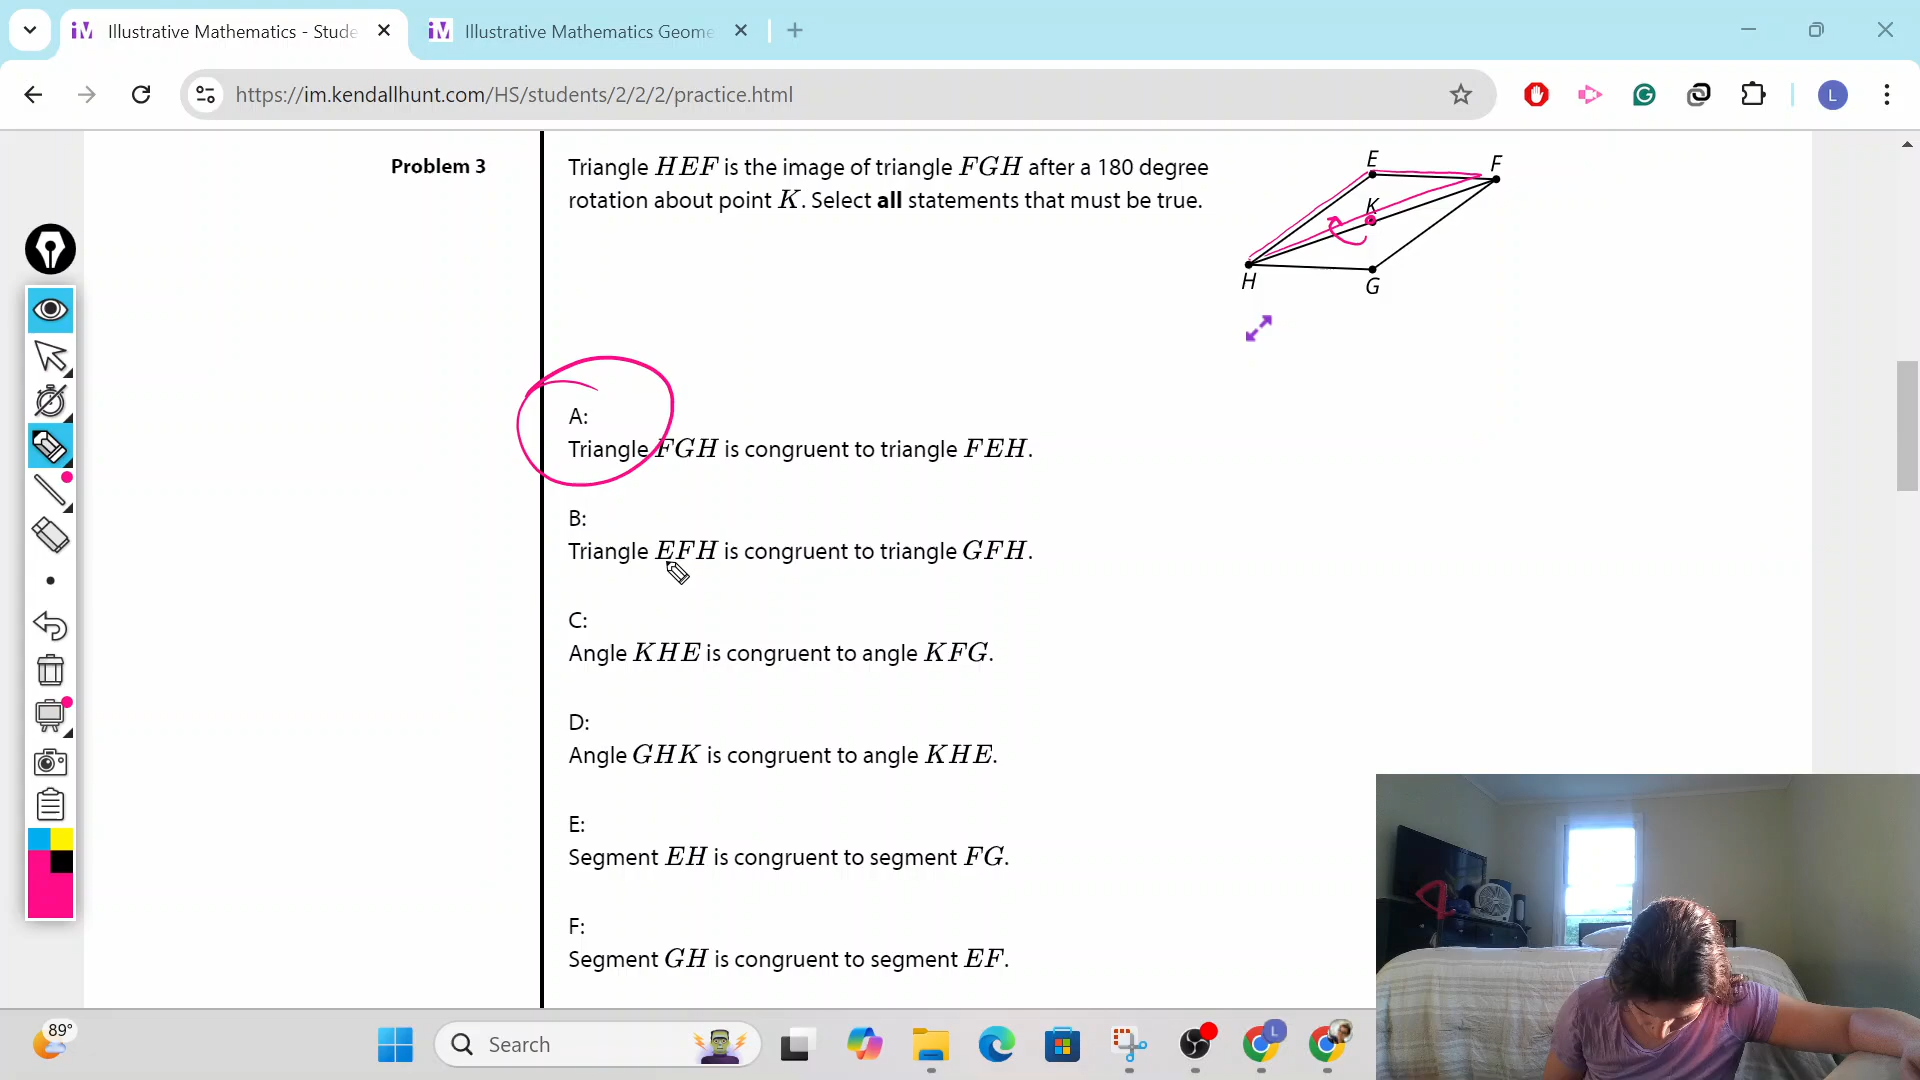 Illustrative Mathematics - Stude
Illustrative Mathematics Geome
https://im.kendallhunt.com/HS/students/2/2/2/practice.html
L
Problem 3
Triangle HEF is the image of triangle FGH after a 180 degree
rotation about point K. Select all statements that must be true.
E
F
K
H
G
A:
Triangle FGH is congruent to triangle FEH.
B:
Triangle EFH is congruent to triangle GFH.
C:
Angle KHE is congruent to angle KFG.
D:
Angle GHK is congruent to angle KHE.
E:
Segment EH is congruent to segment FG.
F:
Segment GH is congruent to segment EF.
89°
Search
L